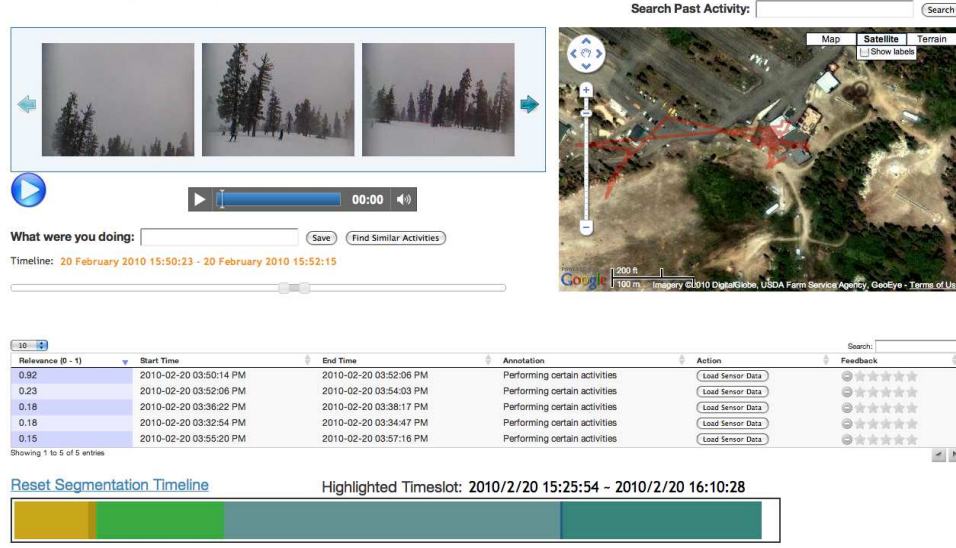 Search Past Activity:
Search
Map Satellite Terrain
Show labels
00:00
What were you doing:
Save
Find Similar Activities
Timeline: 20 February 2010 15:50:23 - 20 February 2010 15:52:15
200 ft
100 m
POWERED BY
Google
Imagery ©2010 DigitalGlobe, USDA Farm Service Agency, GeoEye - Terms of Us
10
Search:
Relevance (0 - 1) Start Time End Time Annotation Action Feedback
0.92 2010-02-20 03:50:14 PM 2010-02-20 03:52:06 PM Performing certain activities Load Sensor Data
0.23 2010-02-20 03:52:06 PM 2010-02-20 03:54:03 PM Performing certain activities Load Sensor Data
0.18 2010-02-20 03:36:22 PM 2010-02-20 03:38:17 PM Performing certain activities Load Sensor Data
0.18 2010-02-20 03:32:54 PM 2010-02-20 03:34:47 PM Performing certain activities Load Sensor Data
0.15 2010-02-20 03:55:20 PM 2010-02-20 03:57:16 PM Performing certain activities Load Sensor Data
Showing 1 to 5 of 5 entries
Reset Segmentation Timeline
Highlighted Timeslot: 2010/2/20 15:25:54 ~ 2010/2/20 16:10:28